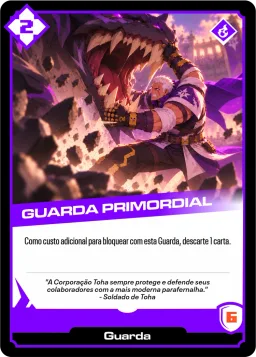 2
GUARDA PRIMORDIAL
Como custo adicional para bloquear com esta Guarda, descarte 1 carta.
"A Corporação Toha sempre protege e defende seus
colaboradores com a mais moderna parafernalha."
- Soldado de Toha
6
Guarda